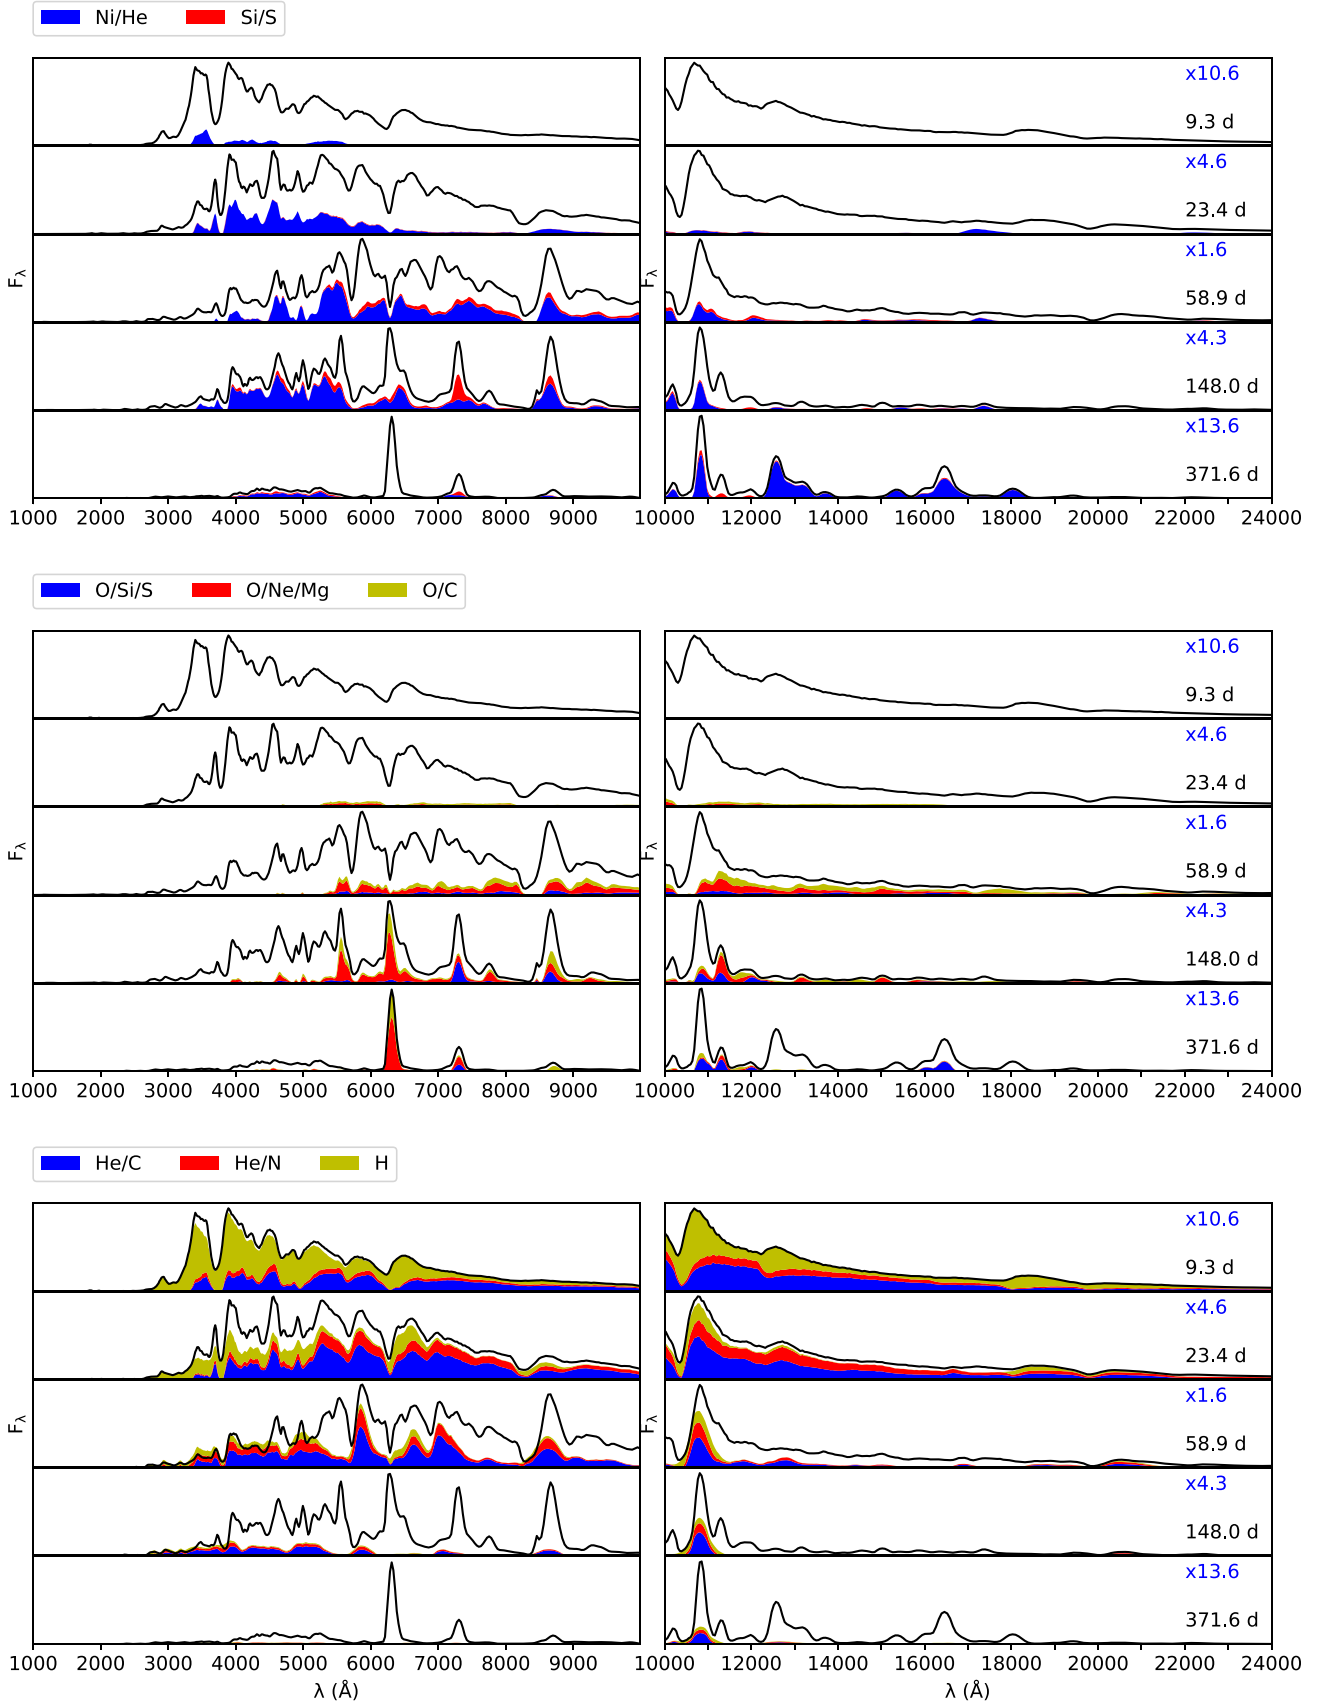 Ni/He Si/S
x10.6
9.3 d
x4.6
23.4 d
x1.6
58.9 d
x4.3
148.0 d
x13.6
371.6 d
F_λ F_λ
1000 2000 3000 4000 5000 6000 7000 8000 9000 10000 12000 14000 16000 18000 20000 22000 24000
O/Si/S O/Ne/Mg O/C
x10.6
9.3 d
x4.6
23.4 d
x1.6
58.9 d
x4.3
148.0 d
x13.6
371.6 d
F_λ F_λ
1000 2000 3000 4000 5000 6000 7000 8000 9000 10000 12000 14000 16000 18000 20000 22000 24000
He/C He/N H
x10.6
9.3 d
x4.6
23.4 d
x1.6
58.9 d
x4.3
148.0 d
x13.6
371.6 d
F_λ F_λ
1000 2000 3000 4000 5000 6000 7000 8000 9000 10000 12000 14000 16000 18000 20000 22000 24000
λ (Å) λ (Å)